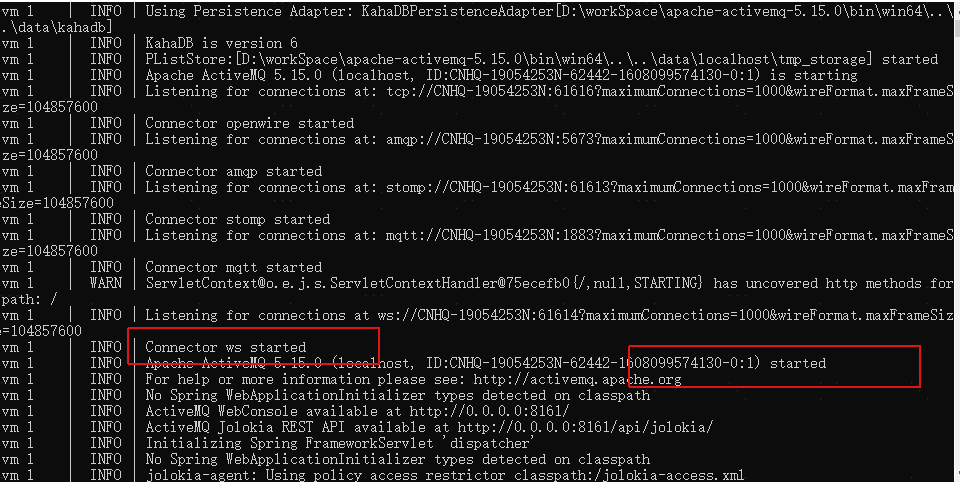 vm 1 | INFO | Using Persistence Adapter: KahaDBPersistenceAdapter[D:\workSpace\apache-activemq-5.15.0\bin\win64\..\
.\data\kahadb]
vm 1 | INFO | KahaDB is version 6
vm 1 | INFO | PListStore:[D:\workSpace\apache-activemq-5.15.0\bin\win64\..\..\data\localhost\tmp_storage] started
vm 1 | INFO | Apache ActiveMQ 5.15.0 (localhost, ID:CNHQ-19054253N-62442-1608099574130-0:1) is starting
vm 1 | INFO | Listening for connections at: tcp://CNHQ-19054253N:61616?maximumConnections=1000&wireFormat.maxFrameSi
ze=104857600
vm 1 | INFO | Connector openwire started
vm 1 | INFO | Listening for connections at: amqp://CNHQ-19054253N:5673?maximumConnections=1000&wireFormat.maxFrameSi
ze=104857600
vm 1 | INFO | Connector amqp started
vm 1 | INFO | Listening for connections at: stomp://CNHQ-19054253N:61613?maximumConnections=1000&wireFormat.maxFrame
eSize=104857600
vm 1 | INFO | Connector stomp started
vm 1 | INFO | Listening for connections at: mqtt://CNHQ-19054253N:1883?maximumConnections=1000&wireFormat.maxFrameSi
ze=104857600
vm 1 | INFO | Connector mqtt started
vm 1 | WARN | ServletContext@o.e.j.s.ServletContextHandler@75ecefb0{/,null,STARTING} has uncovered http methods for
path: /
vm 1 | INFO | Listening for connections at ws://CNHQ-19054253N:61614?maximumConnections=1000&wireFormat.maxFrameSiz
e=104857600
vm 1 | INFO | Connector ws started
vm 1 | INFO | Apache ActiveMQ 5.15.0 (localhost, ID:CNHQ-19054253N-62442-1608099574130-0:1) started
vm 1 | INFO | For help or more information please see: http://activemq.apache.org
vm 1 | INFO | No Spring WebApplicationInitializer types detected on classpath
vm 1 | INFO | ActiveMQ WebConsole available at http://0.0.0.0:8161/
vm 1 | INFO | ActiveMQ Jolokia REST API available at http://0.0.0.0:8161/api/jolokia/
vm 1 | INFO | Initializing Spring FrameworkServlet 'dispatcher'
vm 1 | INFO | No Spring WebApplicationInitializer types detected on classpath
vm 1 | INFO | jolokia-agent: Using policy access restrictor classpath:/jolokia-access.xml